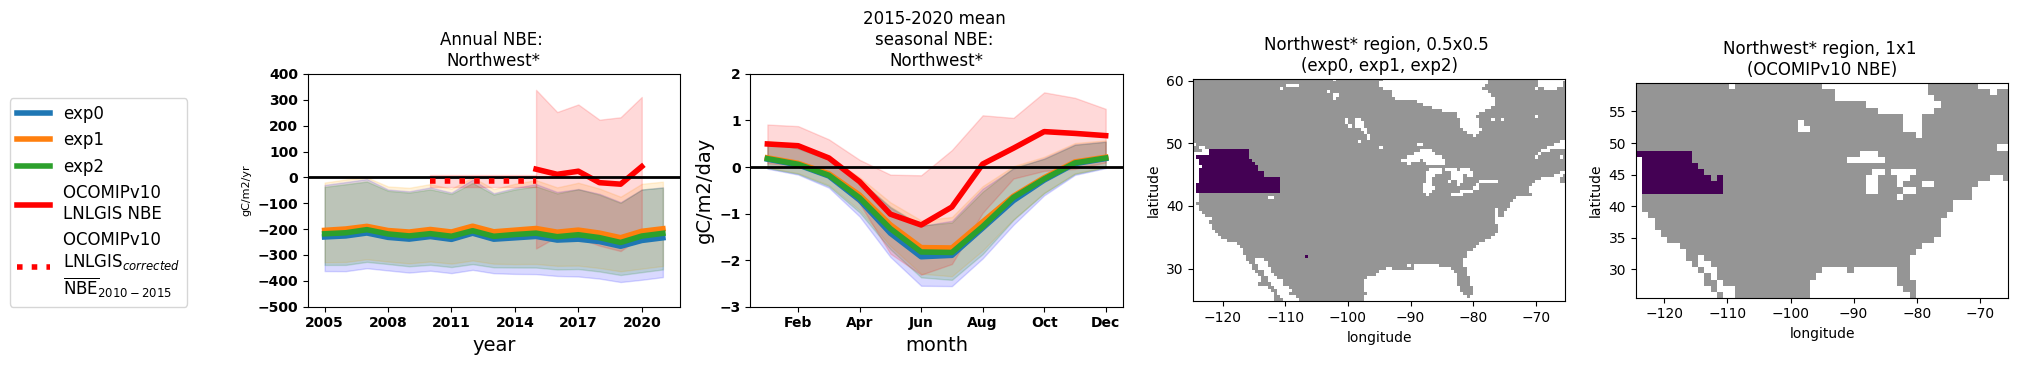 exp0
exp1
exp2
OCOMIPv10
LNLGIS NBE
OCOMIPv10
LNLGIS_corrected
N̅B̅E̅_2010−2015
Annual NBE:
Northwest*
400
300
200
100
0
−100
−200
−300
−400
−500
gC/m2/yr
2005 2008 2011 2014 2017 2020
year
2015-2020 mean
seasonal NBE:
Northwest*
2
1
0
−1
−2
−3
gC/m2/day
Feb Apr Jun Aug Oct Dec
month
Northwest* region, 0.5x0.5
(exp0, exp1, exp2)
60
50
40
30
latitude
−120 −110 −100 −90 −80 −70
longitude
Northwest* region, 1x1
(OCOMIPv10 NBE)
55
50
45
40
35
30
latitude
−120 −110 −100 −90 −80 −70
longitude